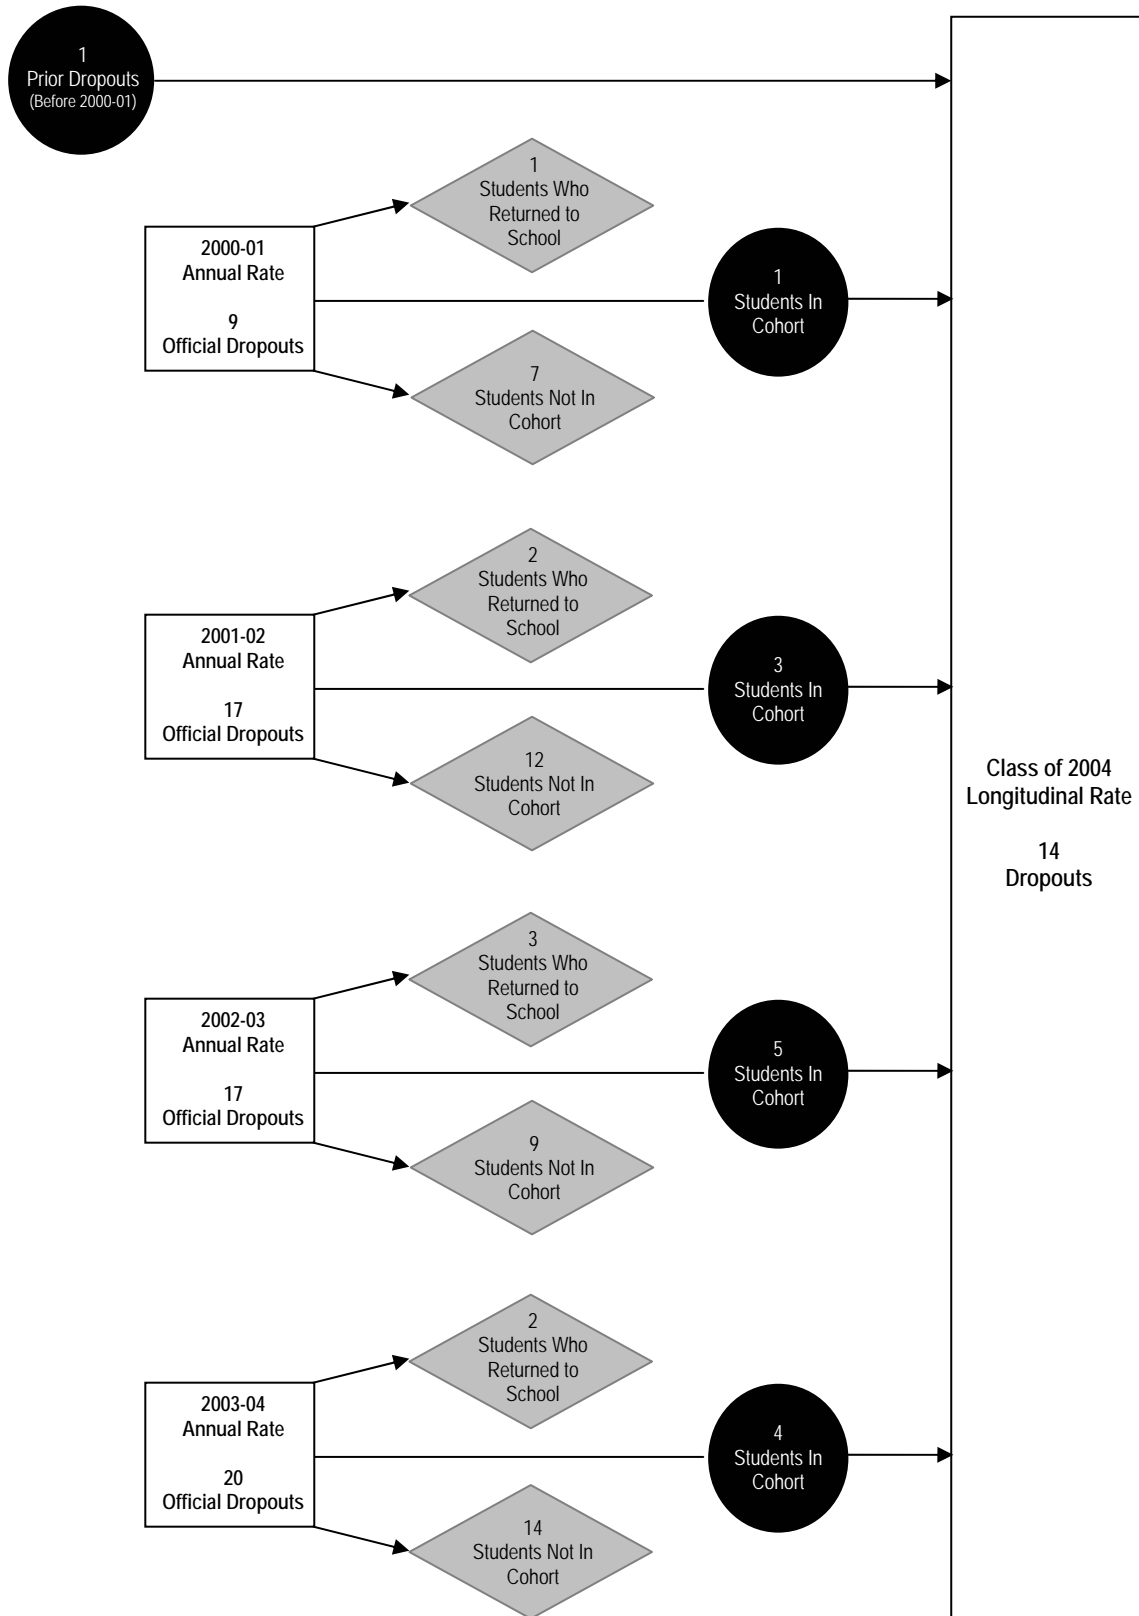 1
Prior Dropouts
(Before 2000-01)
1
Students Who
Returned to
School
2000-01
Annual Rate
9
Official Dropouts
1
Students In
Cohort
7
Students Not In
Cohort
2
Students Who
Returned to
School
2001-02
Annual Rate
17
Official Dropouts
3
Students In
Cohort
12
Students Not In
Cohort
Class of 2004
Longitudinal Rate
14
Dropouts
3
Students Who
Returned to
School
2002-03
Annual Rate
17
Official Dropouts
5
Students In
Cohort
9
Students Not In
Cohort
2
Students Who
Returned to
School
2003-04
Annual Rate
20
Official Dropouts
4
Students In
Cohort
14
Students Not In
Cohort